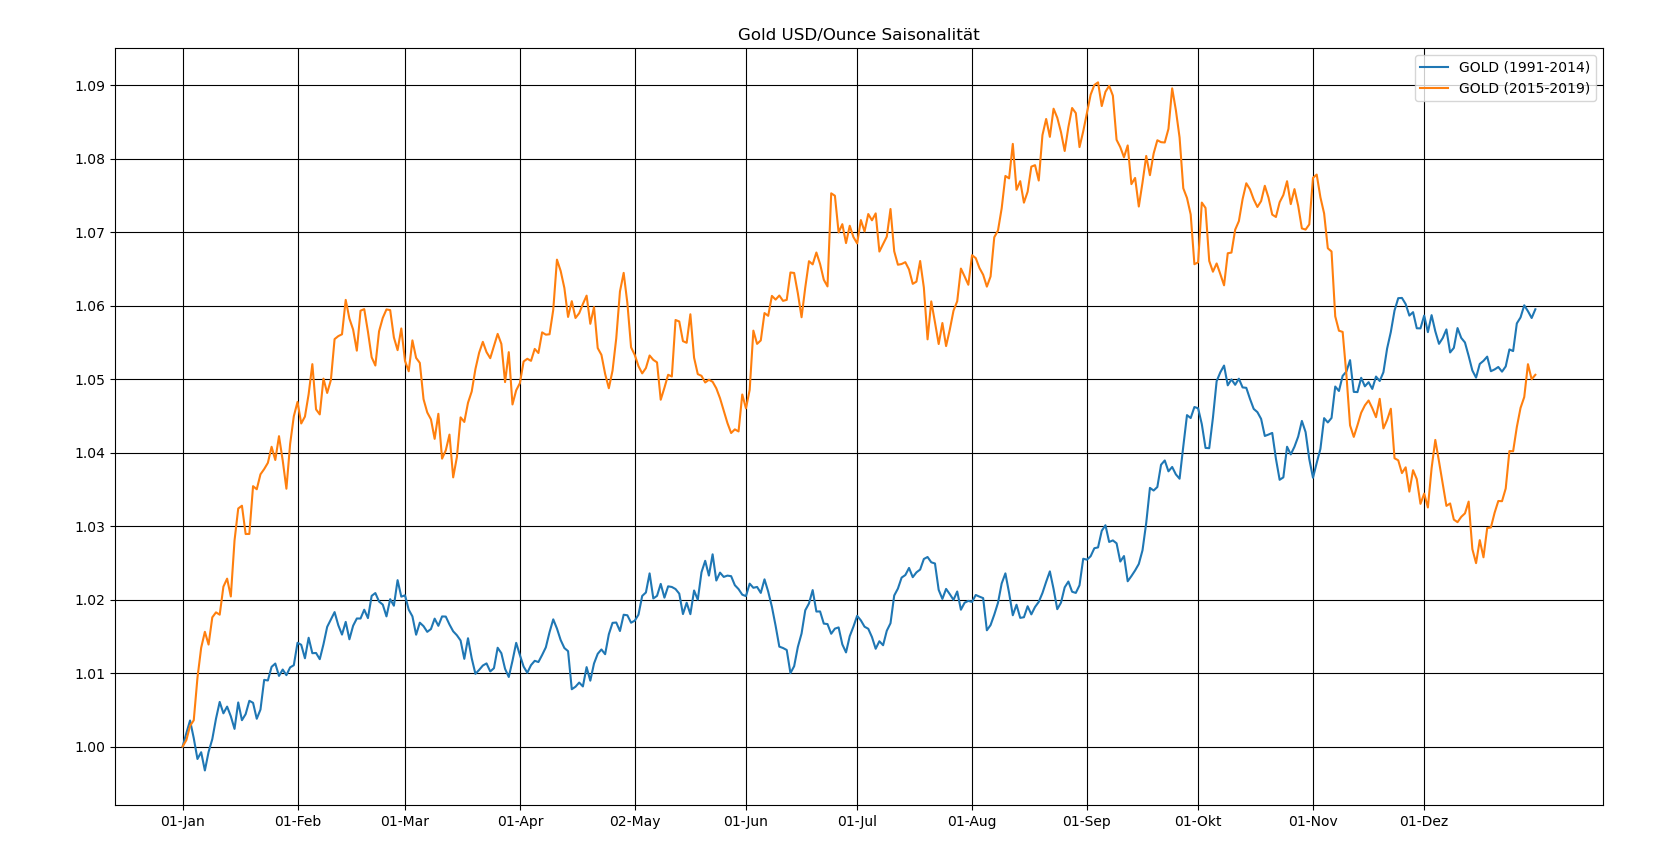 Gold USD/Ounce Saisonalität
GOLD (1991-2014)
GOLD (2015-2019)
1.09
1.08
1.07
1.06
1.05
1.04
1.03
1.02
1.01
1.00
01-Jan 01-Feb 01-Mar 01-Apr 02-May 01-Jun 01-Jul 01-Aug 01-Sep 01-Okt 01-Nov 01-Dez